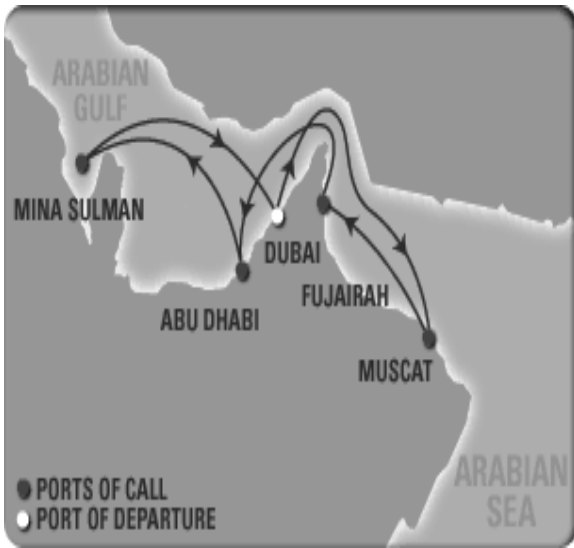 ARABIAN
GULF
MINA SULMAN
DUBAI
ABU DHABI
FUJAIRAH
MUSCAT
ARABIAN
SEA
PORTS OF CALL
PORT OF DEPARTURE